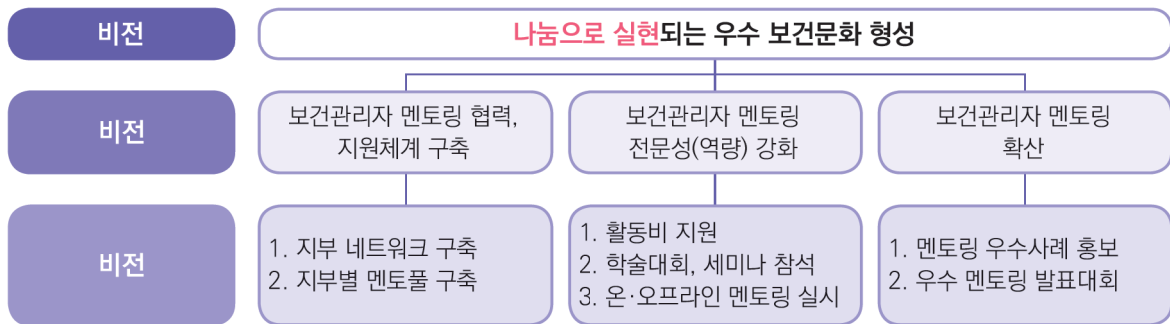 비전
나눔으로 실현되는 우수 보건문화 형성
비전
보건관리자 멘토링 협력,
지원체계 구축
보건관리자 멘토링
전문성(역량) 강화
보건관리자 멘토링
확산
비전
1. 지부 네트워크 구축
2. 지부별 멘토풀 구축
1. 활동비 지원
2. 학술대회, 세미나 참석
3. 온·오프라인 멘토링 실시
1. 멘토링 우수사례 홍보
2. 우수 멘토링 발표대회